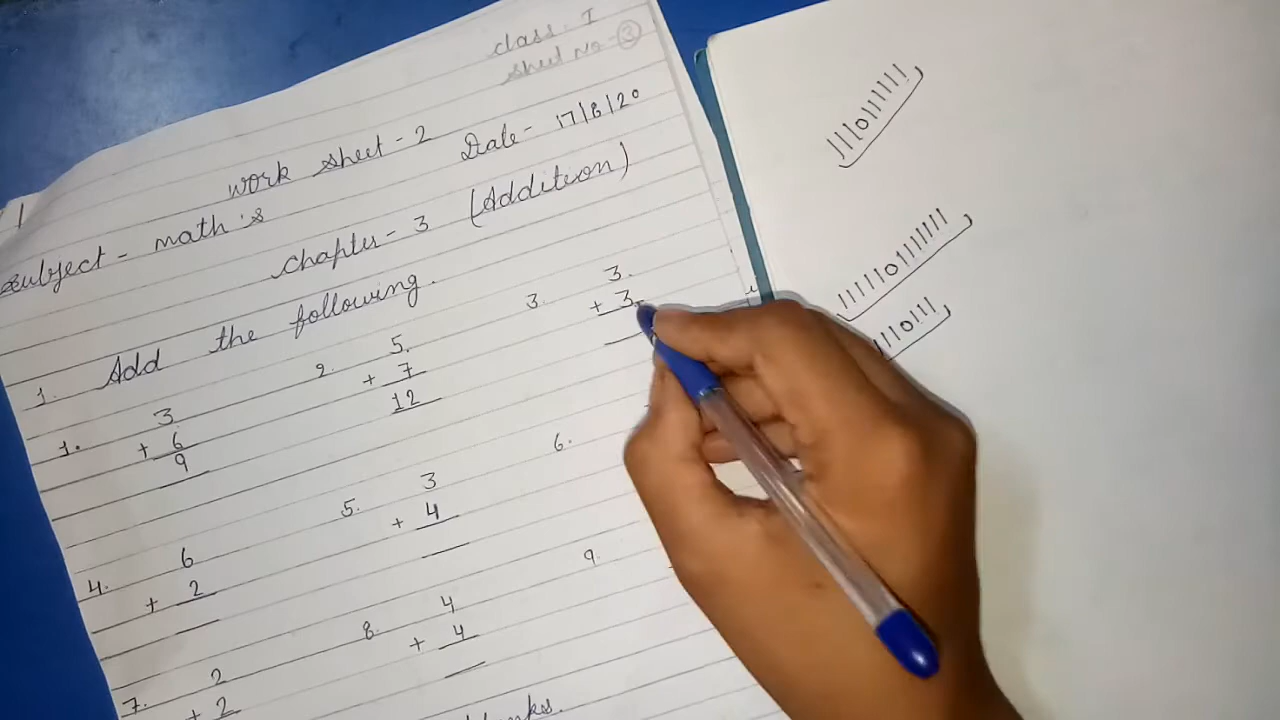 Class - I
Sheet No - 3
Work Sheet - 2
Date - 17/8/20
Subject - math's
Chapter - 3 (Addition)
1. Add the following.
1. 3 + 6 9
2. 5 + 7 12
3. 3 + 3
4. 6 + 2
5. 3 + 4
6.
7. 2 + 2
8. 4 + 4
9.